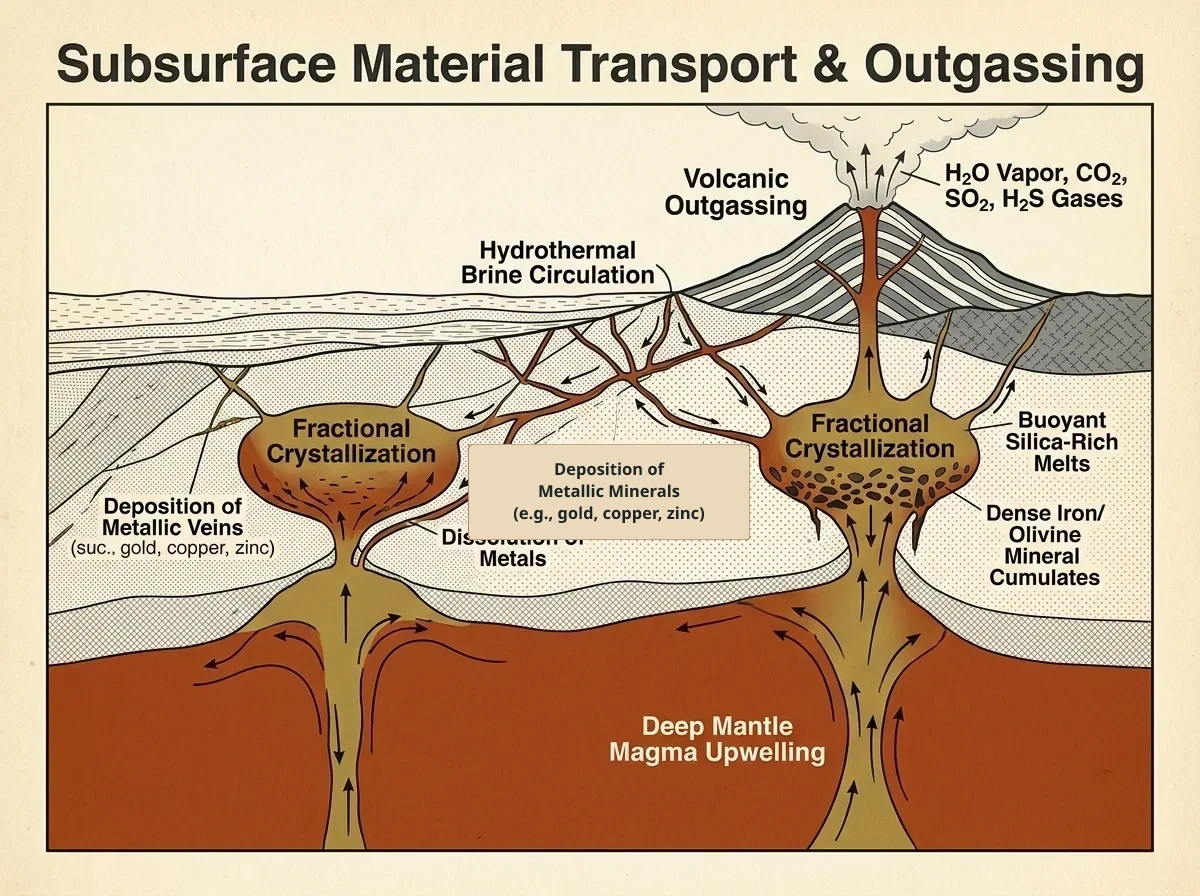 Subsurface Material Transport & Outgassing
Volcanic
Outgassing
H₂O Vapor, CO₂,
SO₂, H₂S Gases
Hydrothermal
Brine Circulation
Fractional
Crystallization
Fractional
Crystallization
Buoyant
Silica-Rich
Melts
Deposition of
Metallic Minerals
(e.g., gold, copper, zinc)
Deposition of
Metallic Veins
(suc., gold, copper, zinc)
Dissolution of
Metals
Dense Iron/
Olivine
Mineral
Cumulates
Deep Mantle
Magma Upwelling